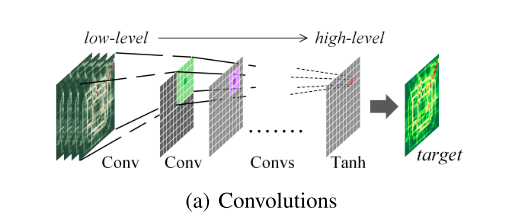 low-level high-level
Conv Conv Convs Tanh target
(a) Convolutions